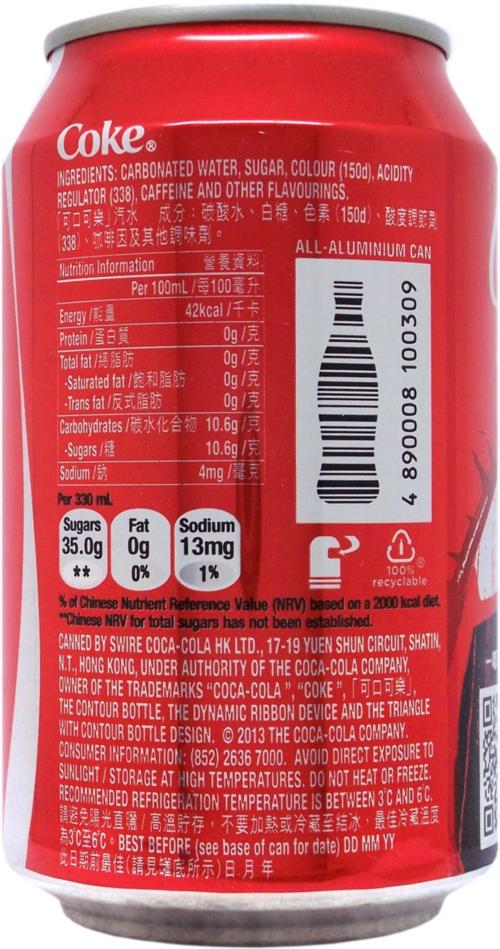 Coke®
INGREDIENTS: CARBONATED WATER, SUGAR, COLOUR (150d), ACIDITY
REGULATOR (338), CAFFEINE AND OTHER FLAVOURINGS.
「可口可樂」汽水 成分：碳酸水、白糖、色素 (150d)、酸度調節劑
(338)、咖啡因及其他調味劑。
ALL-ALUMINIUM CAN
Nutrition Information 營養資料
Per 100mL /每100毫升
Energy /能量 42kcal /千卡
Protein /蛋白質 0g /克
Total fat /總脂肪 0g /克
-Saturated fat /飽和脂肪 0g /克
-Trans fat /反式脂肪 0g /克
Carbohydrates /碳水化合物 10.6g /克
-Sugars /糖 10.6g /克
Sodium /鈉 4mg /毫克
4 890008 100309
Per 330 mL
Sugars 35.0g **
Fat 0g 0%
Sodium 13mg 1%
100% recyclable
% of Chinese Nutrient Reference Value (NRV) based on a 2000 kcal diet.
**Chinese NRV for total sugars has not been established.
CANNED BY SWIRE COCA-COLA HK LTD., 17-19 YUEN SHUN CIRCUIT, SHATIN,
N.T., HONG KONG, UNDER AUTHORITY OF THE COCA-COLA COMPANY,
OWNER OF THE TRADEMARKS “COCA-COLA”, “COKE”, 「可口可樂」,
THE CONTOUR BOTTLE, THE DYNAMIC RIBBON DEVICE AND THE TRIANGLE
WITH CONTOUR BOTTLE DESIGN. © 2013 THE COCA-COLA COMPANY.
CONSUMER INFORMATION: (852) 2636 7000. AVOID DIRECT EXPOSURE TO
SUNLIGHT / STORAGE AT HIGH TEMPERATURES. DO NOT HEAT OR FREEZE.
RECOMMENDED REFRIGERATION TEMPERATURE IS BETWEEN 3°C AND 6°C.
請避免陽光直曬 / 高溫貯存，不要加熱或冷藏至結冰，最佳冷藏溫度
為3°C至6°C。BEST BEFORE (see base of can for date) DD MM YY
此日期前最佳(請見罐底所示)日 月 年